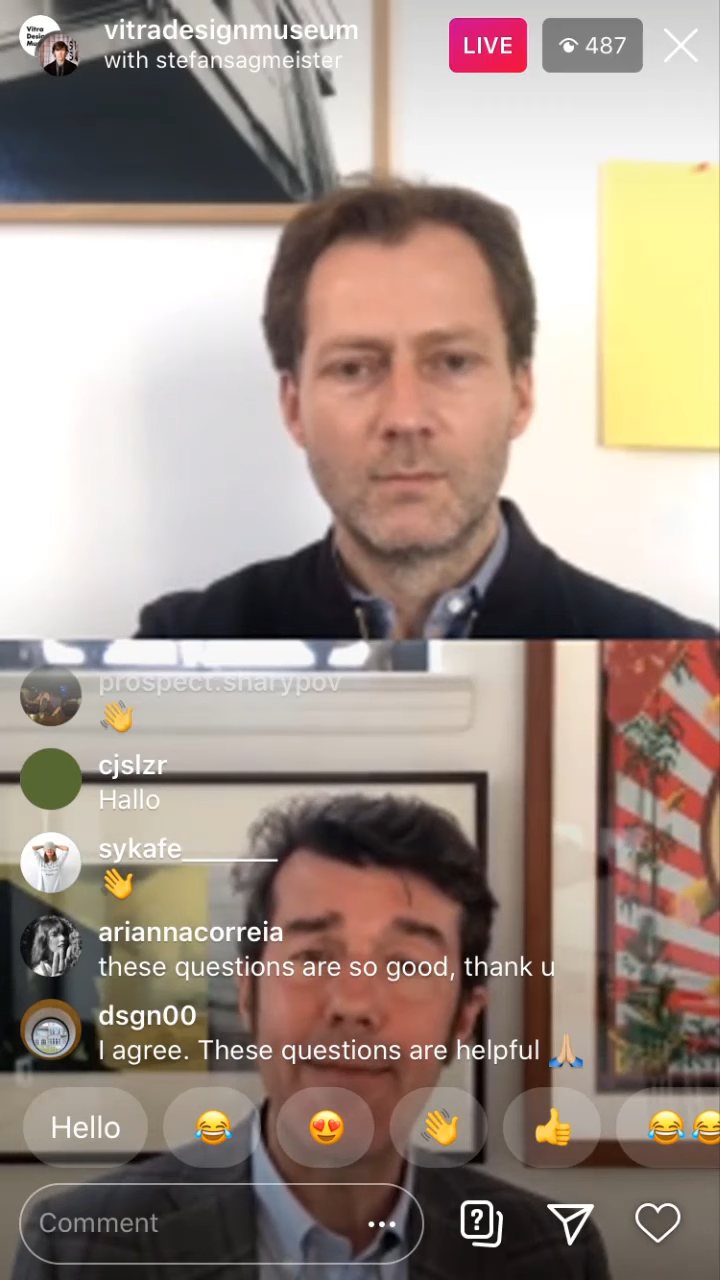 Vitra
vitradesignmuseum
with stefansagmeister
LIVE
487
prospect.sharypov
👋
cjslzr
Hallo
sykafe_______
👋
ariannacorreia
these questions are so good, thank u
dsgn00
I agree. These questions are helpful 🙏🏼
Hello 😂 😍 👋 👍 😂😂
Comment